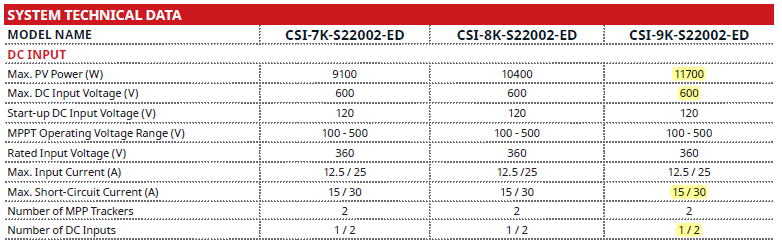 SYSTEM TECHNICAL DATA
MODEL NAME CSI-7K-S22002-ED CSI-8K-S22002-ED CSI-9K-S22002-ED
DC INPUT
Max. PV Power (W) 9100 10400 11700
Max. DC Input Voltage (V) 600 600 600
Start-up DC Input Voltage (V) 120 120 120
MPPT Operating Voltage Range (V) 100 - 500 100 - 500 100 - 500
Rated Input Voltage (V) 360 360 360
Max. Input Current (A) 12.5 / 25 12.5 / 25 12.5 / 25
Max. Short-Circuit Current (A) 15 / 30 15 / 30 15 / 30
Number of MPP Trackers 2 2 2
Number of DC Inputs 1 / 2 1 / 2 1 / 2